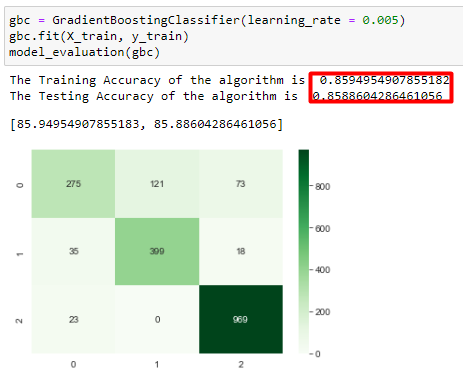 gbc = GradientBoostingClassifier(learning_rate = 0.005)
gbc.fit(X_train, y_train)
model_evaluation(gbc)
The Training Accuracy of the algorithm is 0.8594954907855182
The Testing Accuracy of the algorithm is 0.8588604286461056
[85.94954907855183, 85.88604286461056]
0 275 121 73
1 35 399 18
2 23 0 969
0 1 2
800
600
400
200
0